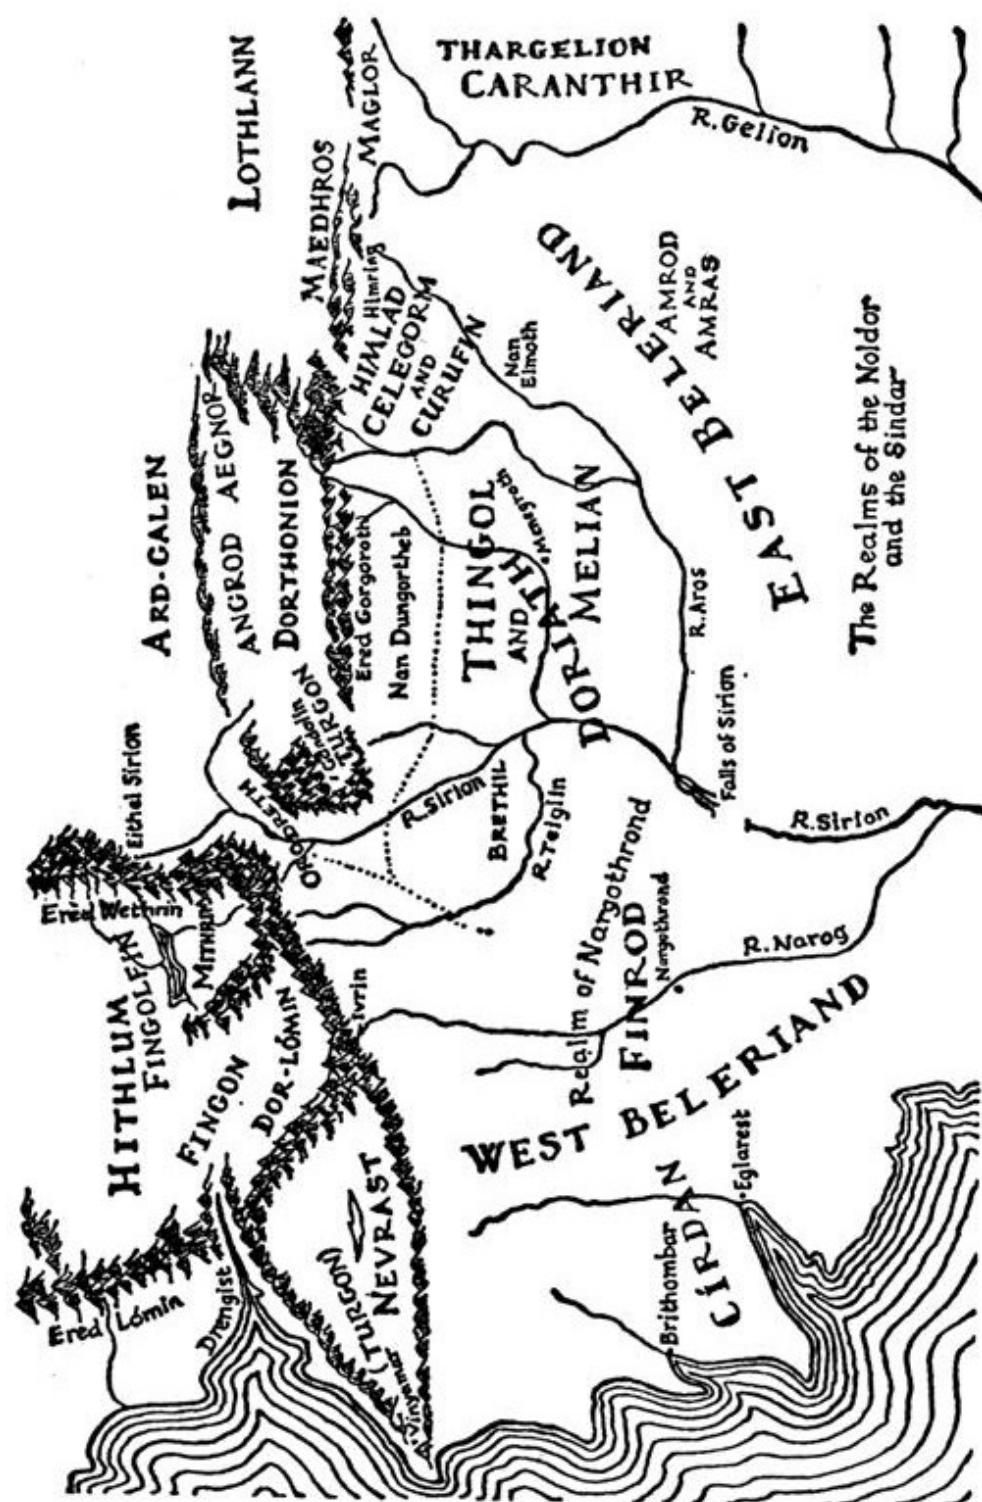 LOTHLANN
THARGELION
CARANTHIR
R. Gelion
MAGLOR
MAEDHROS
Himring
HIMLAD
CELEGORM
AND
CURUFIN
EAST BELERIAND
AMROD
AND
AMRAS
Nan
Elmoth
ARD-GALEN
ANGROD AEGNOR
DORTHONION
Ered Gorgoroth
Nan Dungortheb
THINGOL
AND
MELIAN
DORIATH
Menegroth
R. Aros
The Realms of the Noldor
and the Sindar
Gondolin
TURGON
Eithel Sirion
ORODRETH
R. Sirion
BRETHIL
R. Teiglin
Falls of Sirion
R. Sirion
Ered Wethrin
MITHRIM
HITHLUM
FINGOLFIN
FINGON
DOR-LÓMIN
Ivrin
Realm of Nargothrond
FINROD
Nargothrond
R. Narog
WEST BELERIAND
Ered Lómin
Drengist
(TURGON)
NEVRAST
Vinyamar
Brithombar
CÍRDAN
Eglarest